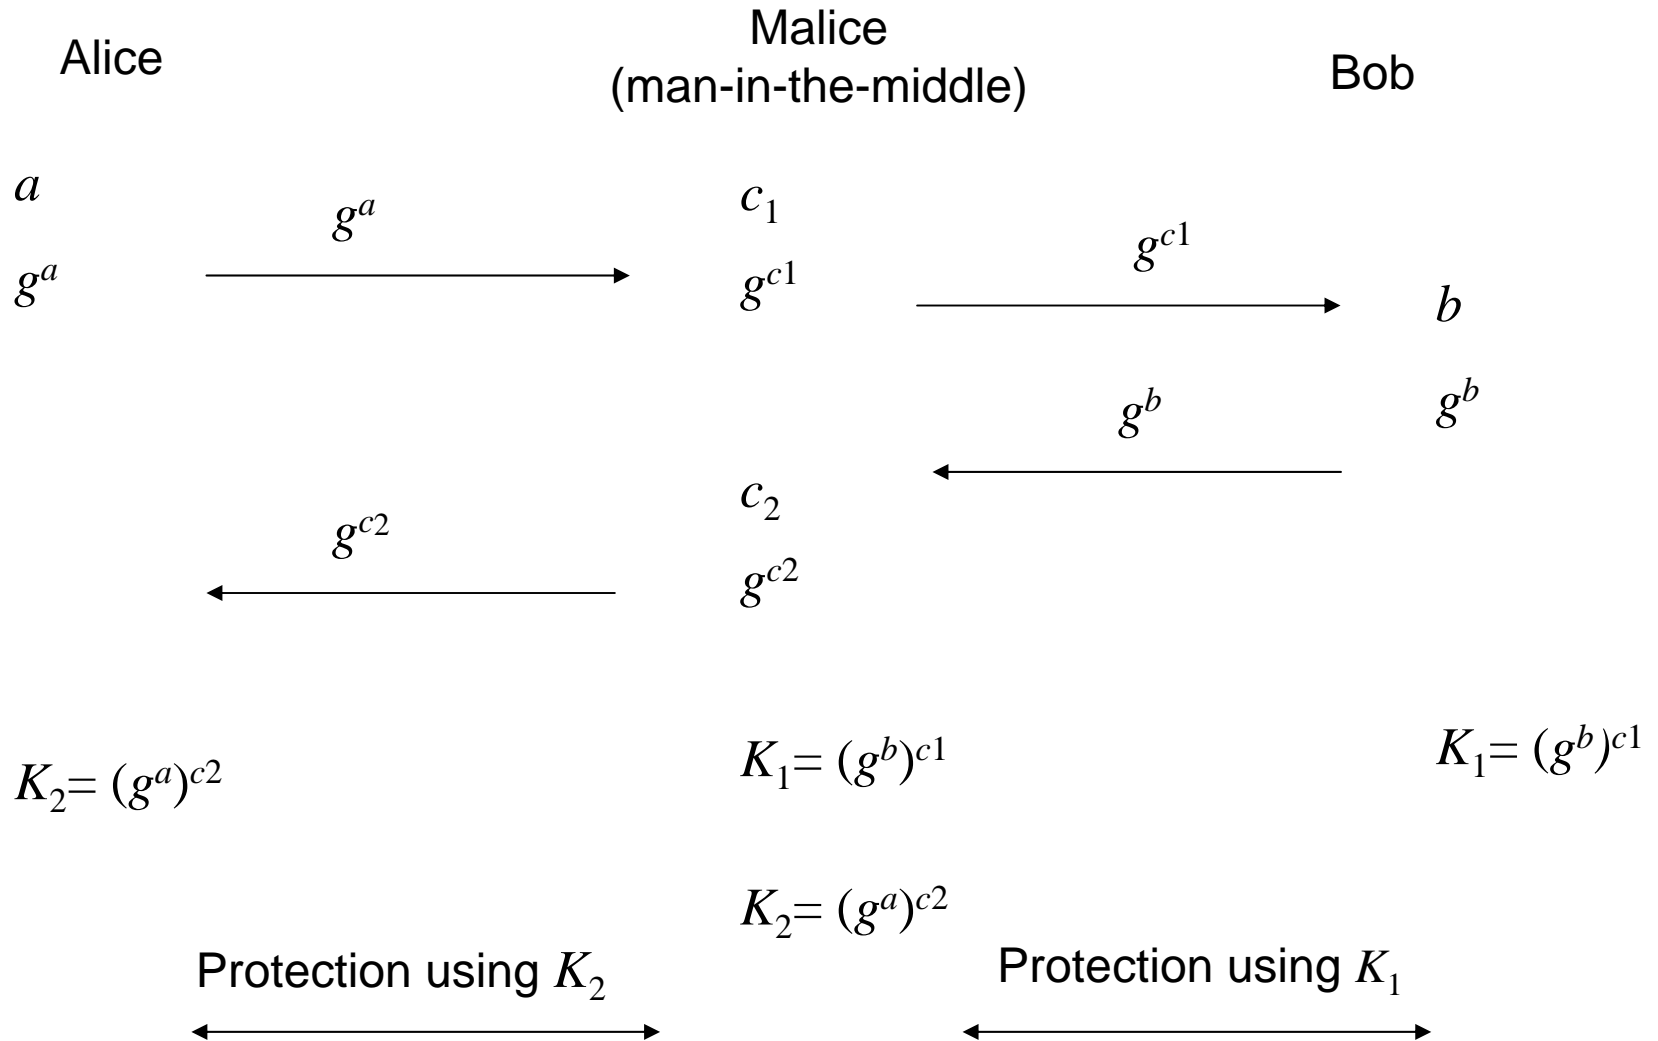 Alice
Malice
(man-in-the-middle)
Bob
a
g^a
g^a
c₁
g^{c1}
g^{c1}
b
g^b
g^b
c₂
g^{c2}
g^{c2}
K₂= (g^a)^{c2}
K₁= (g^b)^{c1}
K₁= (g^b)^{c1}
K₂= (g^a)^{c2}
Protection using K₂
Protection using K₁